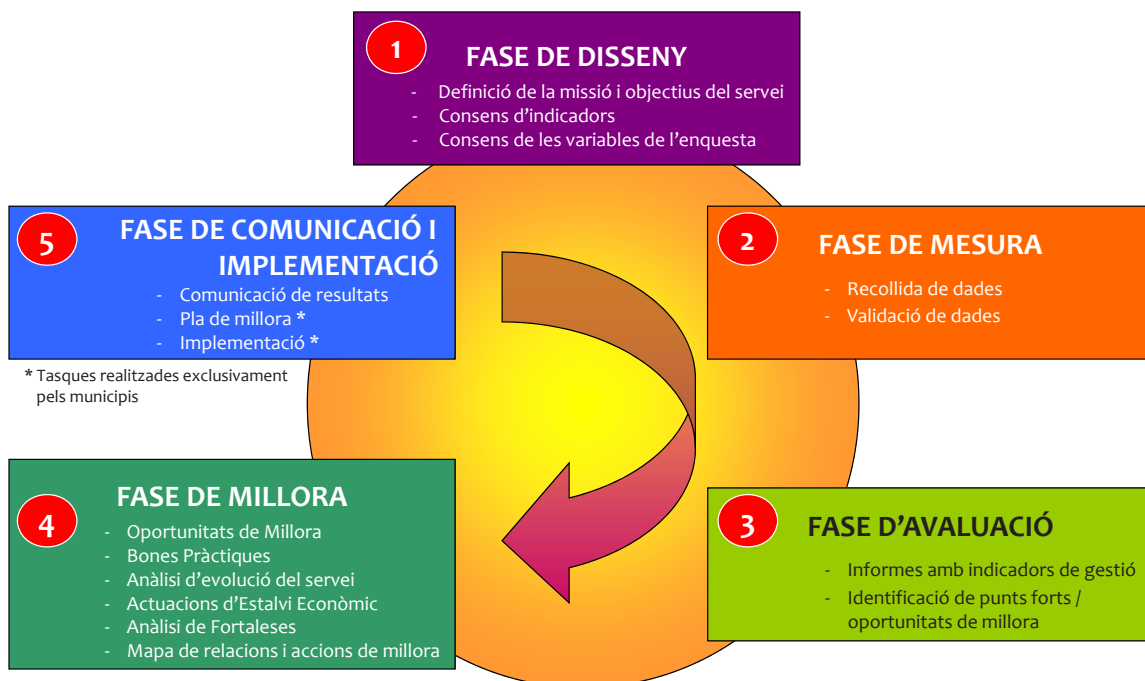 1
FASE DE DISSENY
- Definició de la missió i objectius del servei
- Consens d’indicadors
- Consens de les variables de l’enquesta
2
FASE DE MESURA
- Recollida de dades
- Validació de dades
3
FASE D’AVALUACIÓ
- Informes amb indicadors de gestió
- Identificació de punts forts /
oportunitats de millora
4
FASE DE MILLORA
- Oportunitats de Millora
- Bones Pràctiques
- Anàlisi d’evolució del servei
- Actuacions d’Estalvi Econòmic
- Anàlisi de Fortaleses
- Mapa de relacions i accions de millora
5
FASE DE COMUNICACIÓ I
IMPLEMENTACIÓ
- Comunicació de resultats
- Pla de millora *
- Implementació *
* Tasques realitzades exclusivament
pels municipis